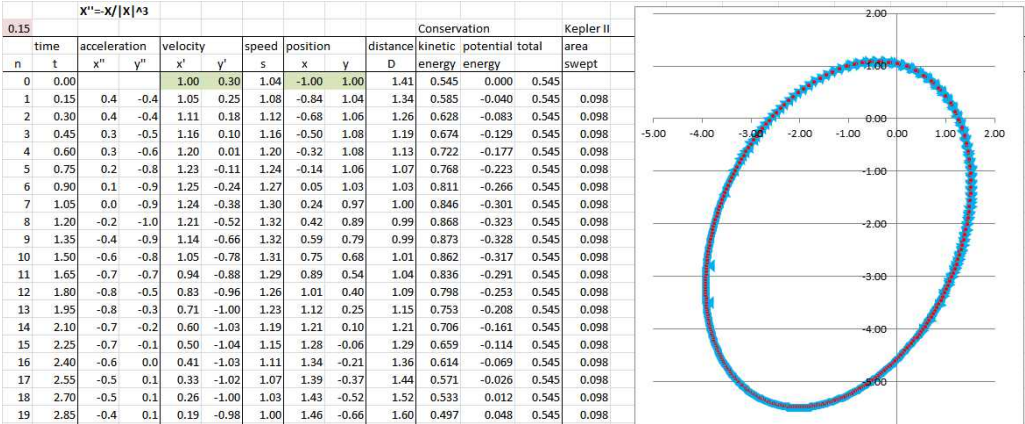 X''=-X/|X|^3
0.15 Conservation Kepler II
time acceleration velocity speed position distance kinetic potential total area
n t x" y" x' y' s x y D energy energy swept
0 0.00 1.00 0.30 1.04 -1.00 1.00 1.41 0.545 0.000 0.545
1 0.15 0.4 -0.4 1.05 0.25 1.08 -0.84 1.04 1.34 0.585 -0.040 0.545 0.098
2 0.30 0.4 -0.4 1.11 0.18 1.12 -0.68 1.06 1.26 0.628 -0.083 0.545 0.098
3 0.45 0.3 -0.5 1.16 0.10 1.16 -0.50 1.08 1.19 0.674 -0.129 0.545 0.098
4 0.60 0.3 -0.6 1.20 0.01 1.20 -0.32 1.08 1.13 0.722 -0.177 0.545 0.098
5 0.75 0.2 -0.8 1.23 -0.11 1.24 -0.14 1.06 1.07 0.768 -0.223 0.545 0.098
6 0.90 0.1 -0.9 1.25 -0.24 1.27 0.05 1.03 1.03 0.811 -0.266 0.545 0.098
7 1.05 0.0 -0.9 1.24 -0.38 1.30 0.24 0.97 1.00 0.846 -0.301 0.545 0.098
8 1.20 -0.2 -1.0 1.21 -0.52 1.32 0.42 0.89 0.99 0.868 -0.323 0.545 0.098
9 1.35 -0.4 -0.9 1.14 -0.66 1.32 0.59 0.79 0.99 0.873 -0.328 0.545 0.098
10 1.50 -0.6 -0.8 1.05 -0.78 1.31 0.75 0.68 1.01 0.862 -0.317 0.545 0.098
11 1.65 -0.7 -0.7 0.94 -0.88 1.29 0.89 0.54 1.04 0.836 -0.291 0.545 0.098
12 1.80 -0.8 -0.5 0.83 -0.96 1.26 1.01 0.40 1.09 0.798 -0.253 0.545 0.098
13 1.95 -0.8 -0.3 0.71 -1.00 1.23 1.12 0.25 1.15 0.753 -0.208 0.545 0.098
14 2.10 -0.7 -0.2 0.60 -1.03 1.19 1.21 0.10 1.21 0.706 -0.161 0.545 0.098
15 2.25 -0.7 -0.1 0.50 -1.04 1.15 1.28 -0.06 1.29 0.659 -0.114 0.545 0.098
16 2.40 -0.6 0.0 0.41 -1.03 1.11 1.34 -0.21 1.36 0.614 -0.069 0.545 0.098
17 2.55 -0.5 0.1 0.33 -1.02 1.07 1.39 -0.37 1.44 0.571 -0.026 0.545 0.098
18 2.70 -0.5 0.1 0.26 -1.00 1.03 1.43 -0.52 1.52 0.533 0.012 0.545 0.098
19 2.85 -0.4 0.1 0.19 -0.98 1.00 1.46 -0.66 1.60 0.497 0.048 0.545 0.098
2.00
1.00
0.00
-5.00 -4.00 -3.00 -2.00 -1.00 0.00 1.00 2.00
-1.00
-2.00
-3.00
-4.00
-5.00